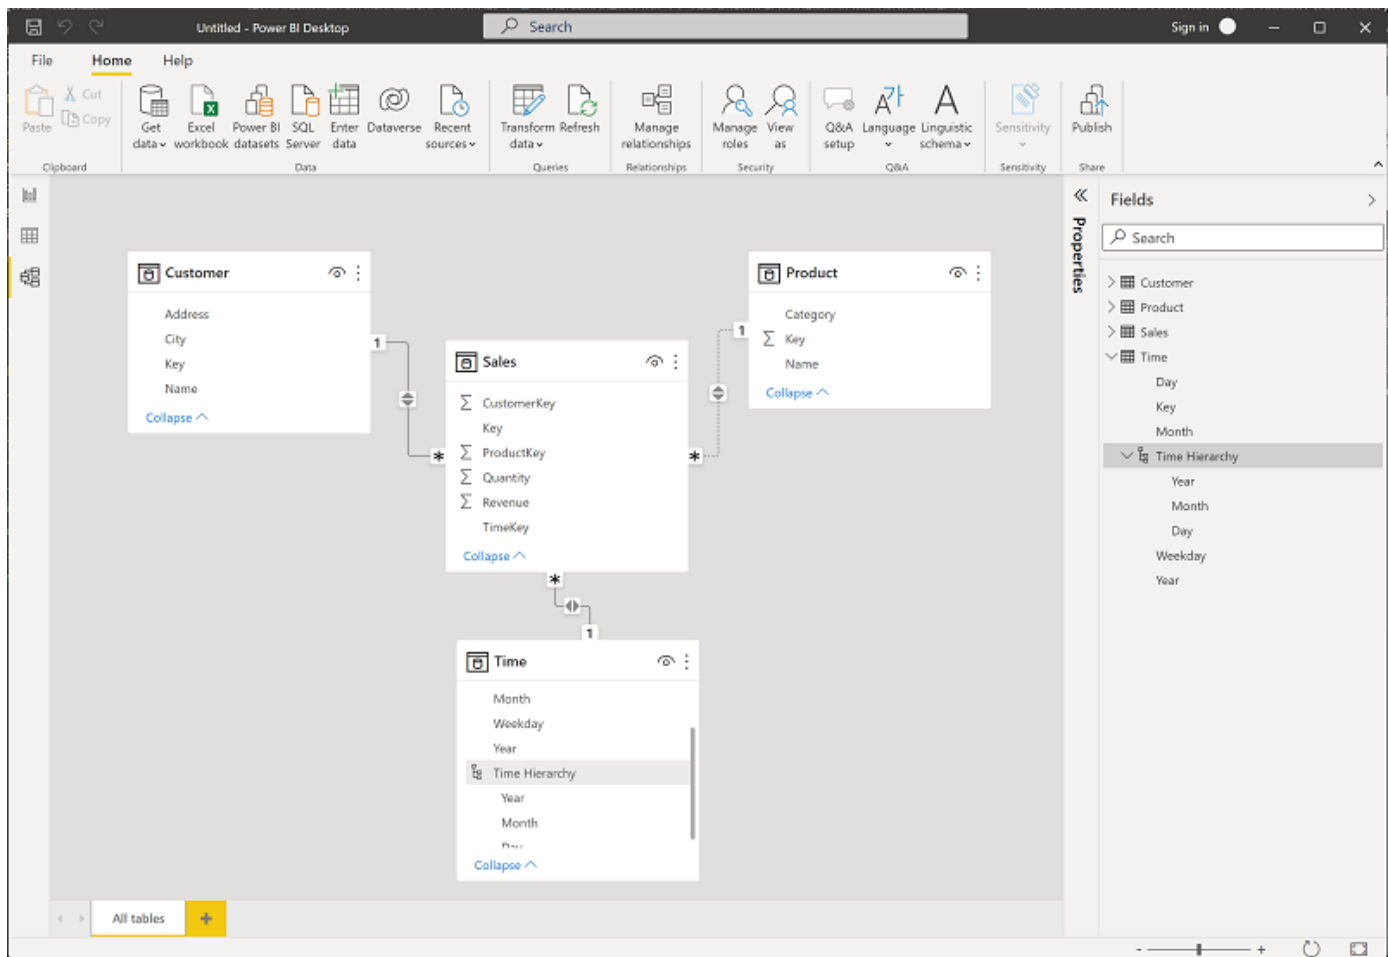 Untitled - Power BI Desktop
Search
Sign in
File Home Help
Paste
Cut
Copy
Get data
Excel workbook
Power BI datasets
SQL Server
Enter data
Dataverse
Recent sources
Transform data
Refresh
Manage relationships
Manage roles
View as
Q&A setup
Language
Linguistic schema
Sensitivity
Publish
Clipboard
Data
Queries
Relationships
Security
Q&A
Sensitivity
Share
Customer
Address
City
Key
Name
Collapse
1
*
Sales
CustomerKey
Key
ProductKey
Quantity
Revenue
TimeKey
Collapse
Product
Category
Key
Name
Collapse
1
*
*
1
Time
Month
Weekday
Year
Time Hierarchy
Year
Month
Day
Collapse
Properties
Fields
Search
Customer
Product
Sales
Time
Day
Key
Month
Time Hierarchy
Year
Month
Day
Weekday
Year
All tables
+
- +